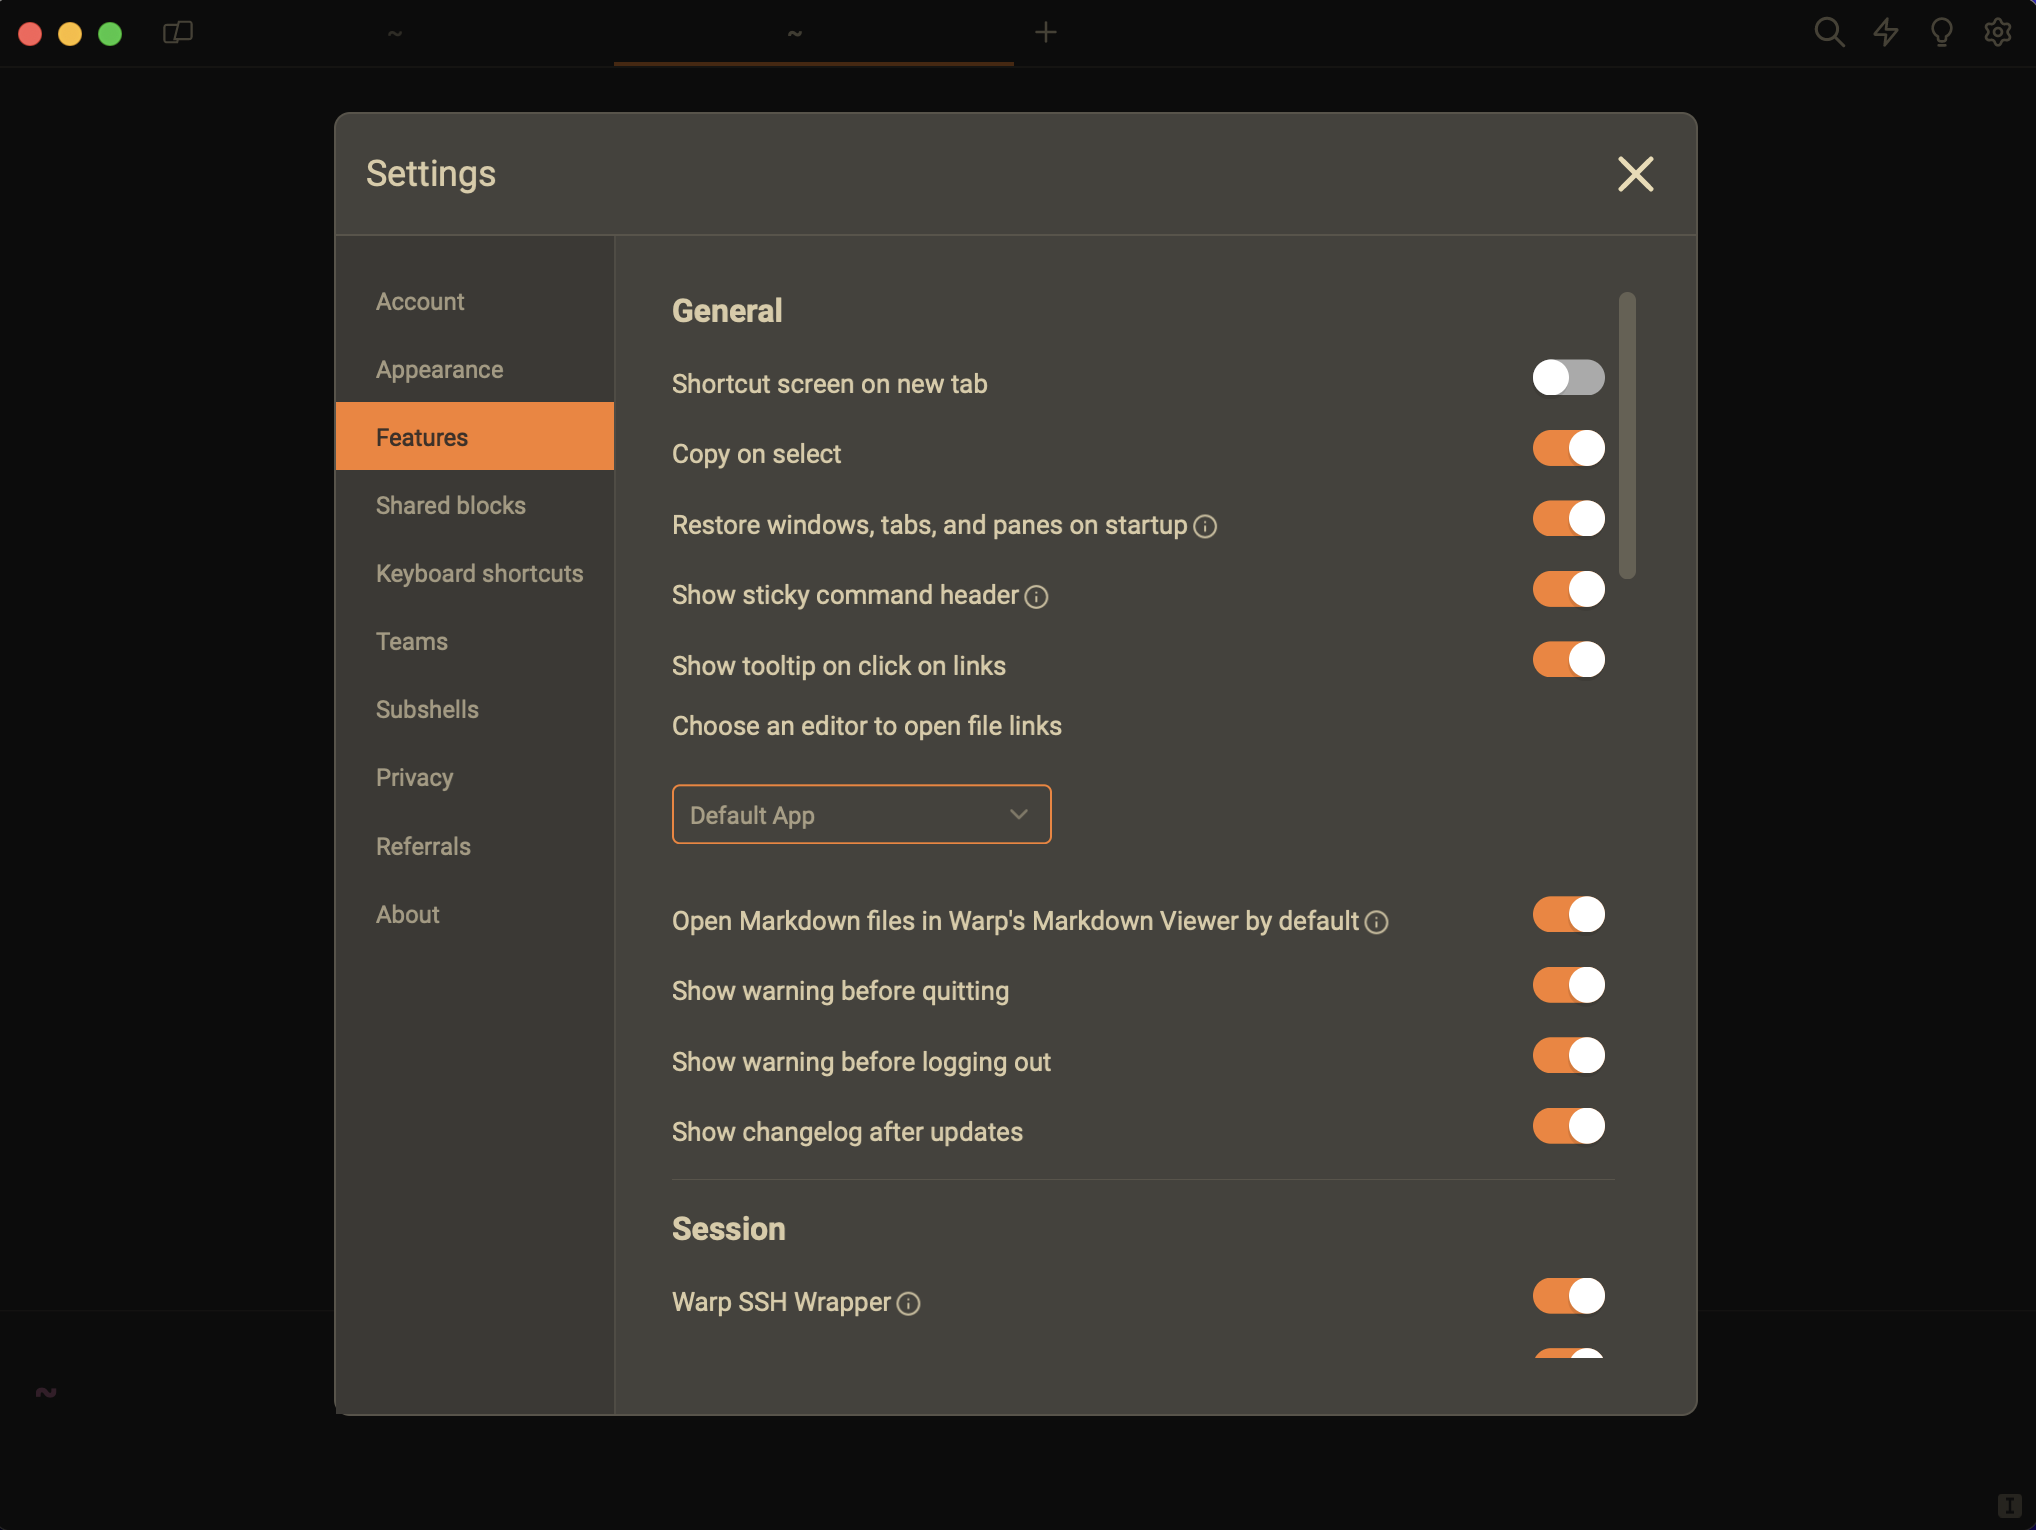 ~
~
Settings
Account
Appearance
Features
Shared blocks
Keyboard shortcuts
Teams
Subshells
Privacy
Referrals
About
General
Shortcut screen on new tab
Copy on select
Restore windows, tabs, and panes on startup
Show sticky command header
Show tooltip on click on links
Choose an editor to open file links
Default App
Open Markdown files in Warp's Markdown Viewer by default
Show warning before quitting
Show warning before logging out
Show changelog after updates
Session
Warp SSH Wrapper
~